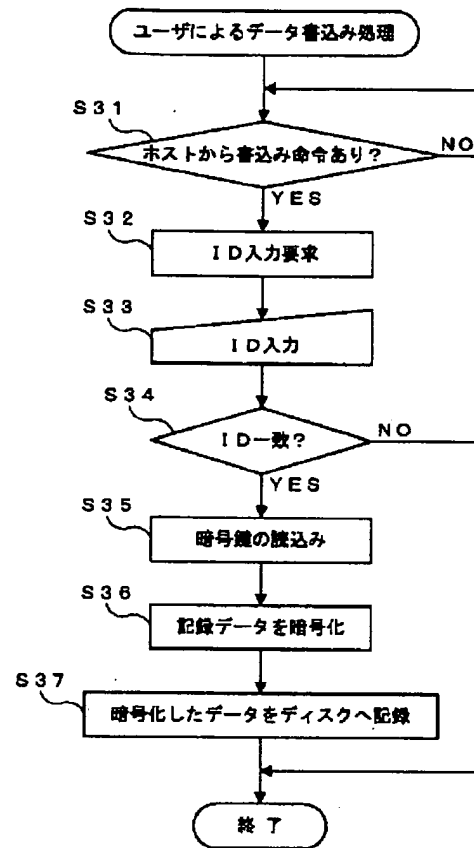 ユーザによるデータ書込み処理
S31
ホストから書込み命令あり?
NO
YES
S32
ID入力要求
S33
ID入力
S34
ID一致?
NO
YES
S35
暗号鍵の読込み
S36
記録データを暗号化
S37
暗号化したデータをディスクへ記録
終了